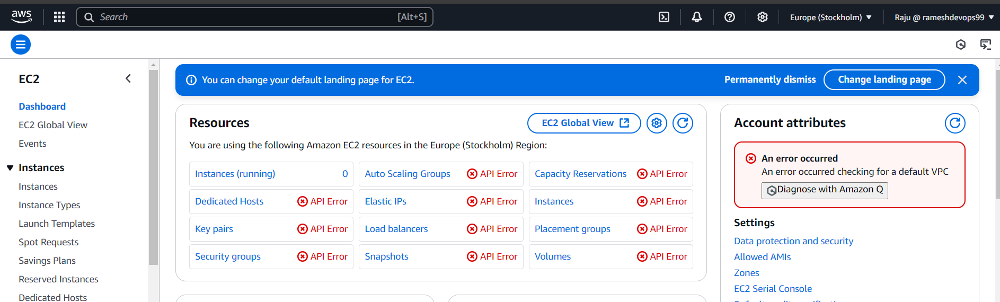 aws
Search [Alt+S]
Europe (Stockholm) ▼
Raju @ rameshdevops99 ▼
EC2
Dashboard
EC2 Global View
Events
Instances
Instances
Instance Types
Launch Templates
Spot Requests
Savings Plans
Reserved Instances
Dedicated Hosts
You can change your default landing page for EC2.
Permanently dismiss
Change landing page
Resources
EC2 Global View
You are using the following Amazon EC2 resources in the Europe (Stockholm) Region:
Instances (running) 0
Auto Scaling Groups API Error
Capacity Reservations API Error
Dedicated Hosts API Error
Elastic IPs API Error
Instances API Error
Key pairs API Error
Load balancers API Error
Placement groups API Error
Security groups API Error
Snapshots API Error
Volumes API Error
Account attributes
An error occurred
An error occurred checking for a default VPC
Diagnose with Amazon Q
Settings
Data protection and security
Allowed AMIs
Zones
EC2 Serial Console